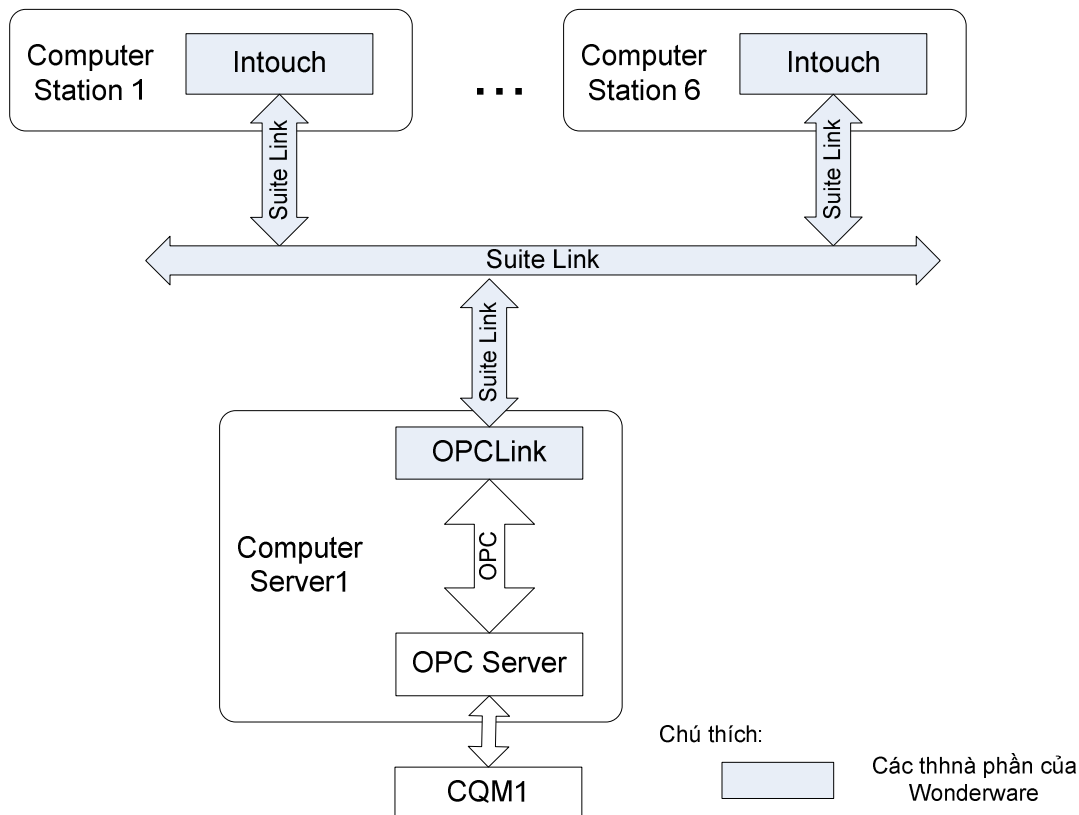 Computer
Station 1
Intouch
...
Computer
Station 6
Intouch
Suite Link
Suite Link
Suite Link
Suite Link
OPCLink
Computer
Server1
OPC
OPC Server
CQM1
Chú thích:
Các thhnà phần của
Wonderware